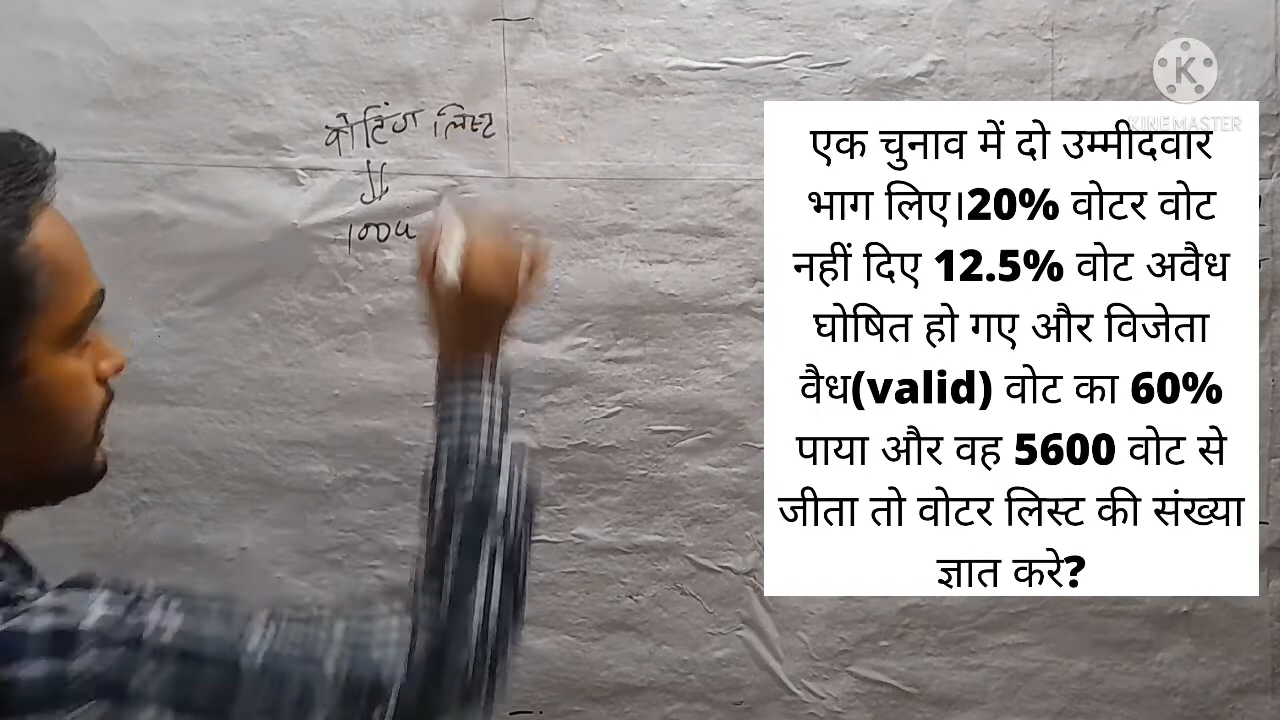 वोटिंग लिस्ट
KINEMASTER
एक चुनाव में दो उम्मीदवार
भाग लिए।20% वोटर वोट
नहीं दिए 12.5% वोट अवैध
घोषित हो गए और विजेता
वैध(valid) वोट का 60%
पाया और वह 5600 वोट से
जीता तो वोटर लिस्ट की संख्या
ज्ञात करे?